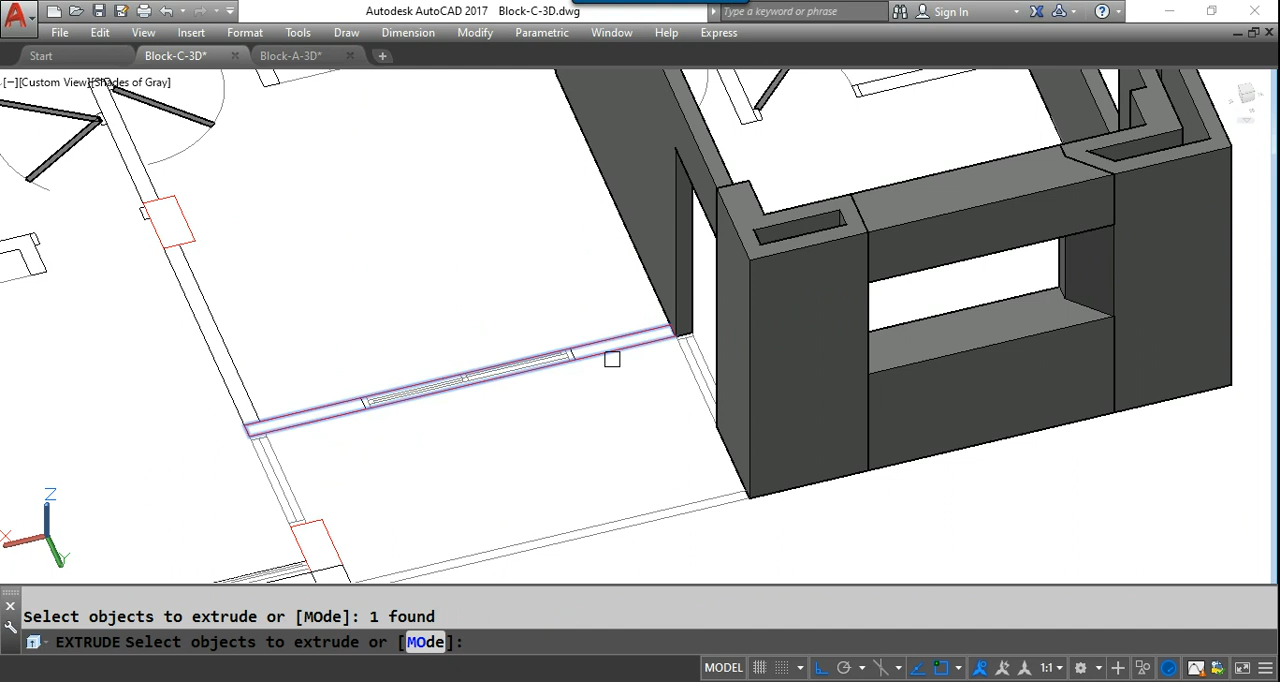 Autodesk AutoCAD 2017 Block-C-3D.dwg
Type a keyword or phrase
Sign In
File Edit View Insert Format Tools Draw Dimension Modify Parametric Window Help Express
Start Block-C-3D* Block-A-3D*
[−][Custom View][Shades of Gray]
Z
X
Y
Select objects to extrude or [MOde]: 1 found
EXTRUDE Select objects to extrude or [MOde]:
MODEL 1:1